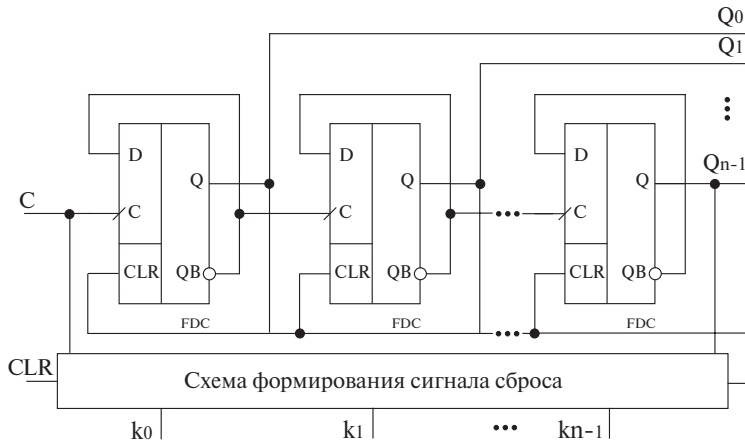 Q0
Q1
Qn-1
D Q D Q D Q
C C C C
CLR QB CLR QB CLR QB
FDC FDC FDC
CLR Схема формирования сигнала сброса
k0 k1 kn-1